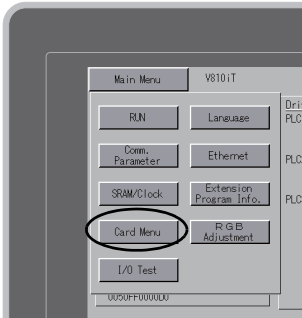 Main Menu V810iT
Dri
RUN Language PLC
Comm.
Parameter Ethernet PLC
SRAM/Clock Extension
Program Info. PLC
Card Menu RGB
Adjustment
I/O Test
0050FF0000D0